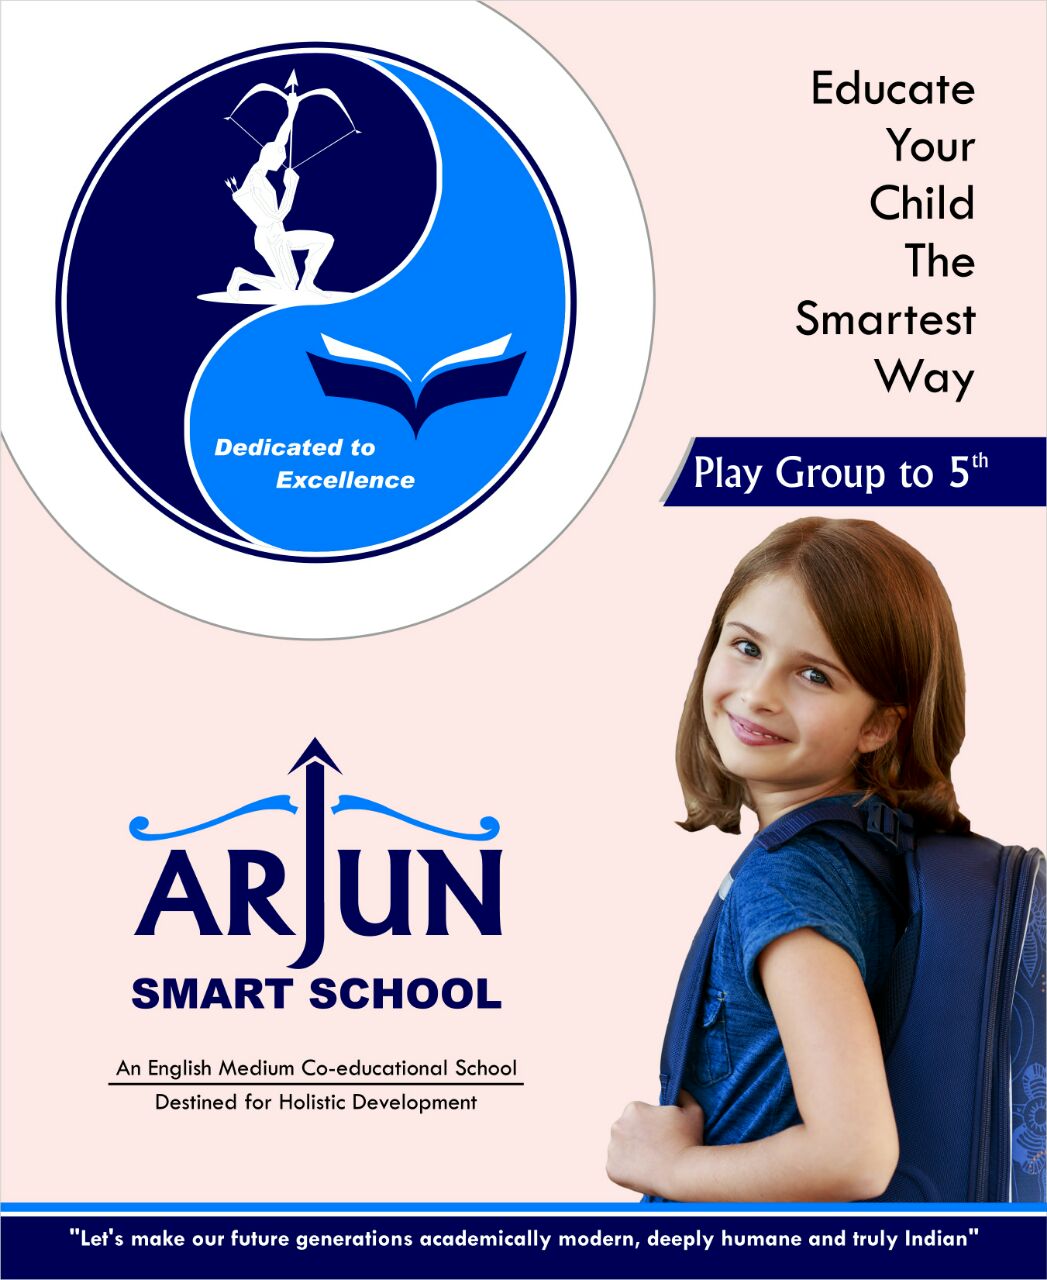 Educate
Your
Child
The
Smartest
Way
Play Group to 5th
Dedicated to
Excellence
ARJUN
SMART SCHOOL
An English Medium Co-educational School
Destined for Holistic Development
"Let's make our future generations academically modern, deeply humane and truly Indian"